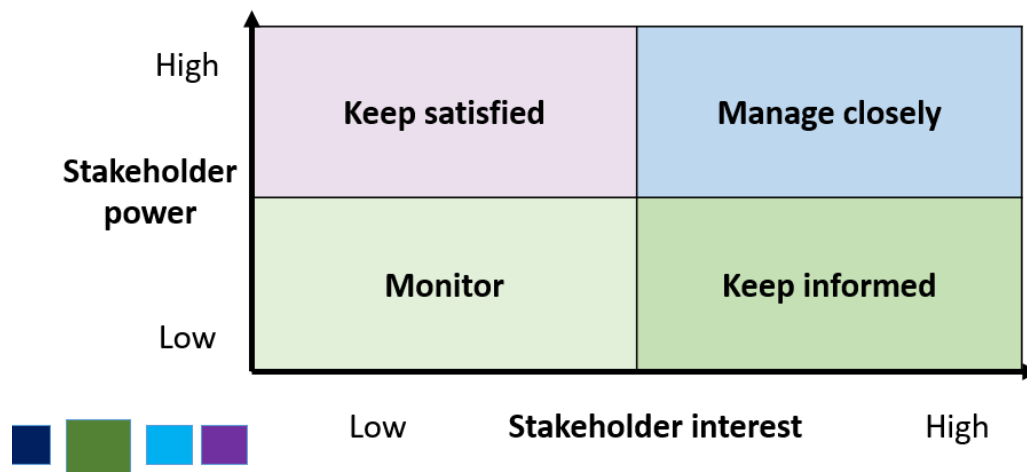 High
Keep satisfied
Manage closely
Stakeholder
power
Monitor
Keep informed
Low
Low
Stakeholder interest
High